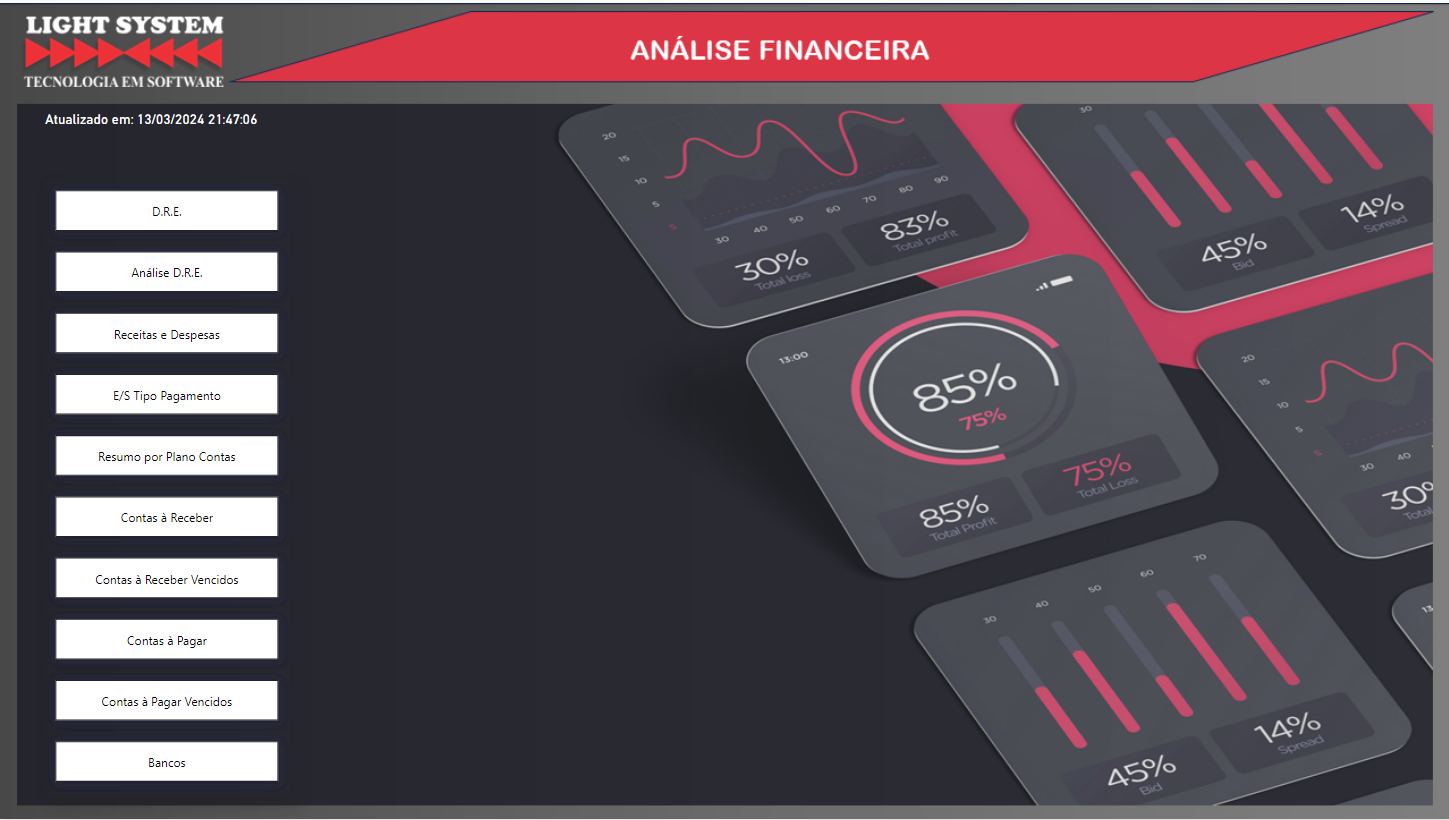 LIGHT SYSTEM
TECNOLOGIA EM SOFTWARE
ANÁLISE FINANCEIRA
Atualizado em: 13/03/2024 21:47:06
D.R.E.
Análise D.R.E.
Receitas e Despesas
E/S Tipo Pagamento
Resumo por Plano Contas
Contas à Receber
Contas à Receber Vencidos
Contas à Pagar
Contas à Pagar Vencidos
Bancos
20
15
10
5
5
30 40 50 60 70 80 90
30%
Total loss
83%
Total profit
30
45%
Bid
14%
Spread
13:00
85%
75%
85%
Total Profit
75%
Total Loss
20
15
10
5
5
30 40
30%
Total
30 40 50 60 70
45%
Bid
14%
Spread
13